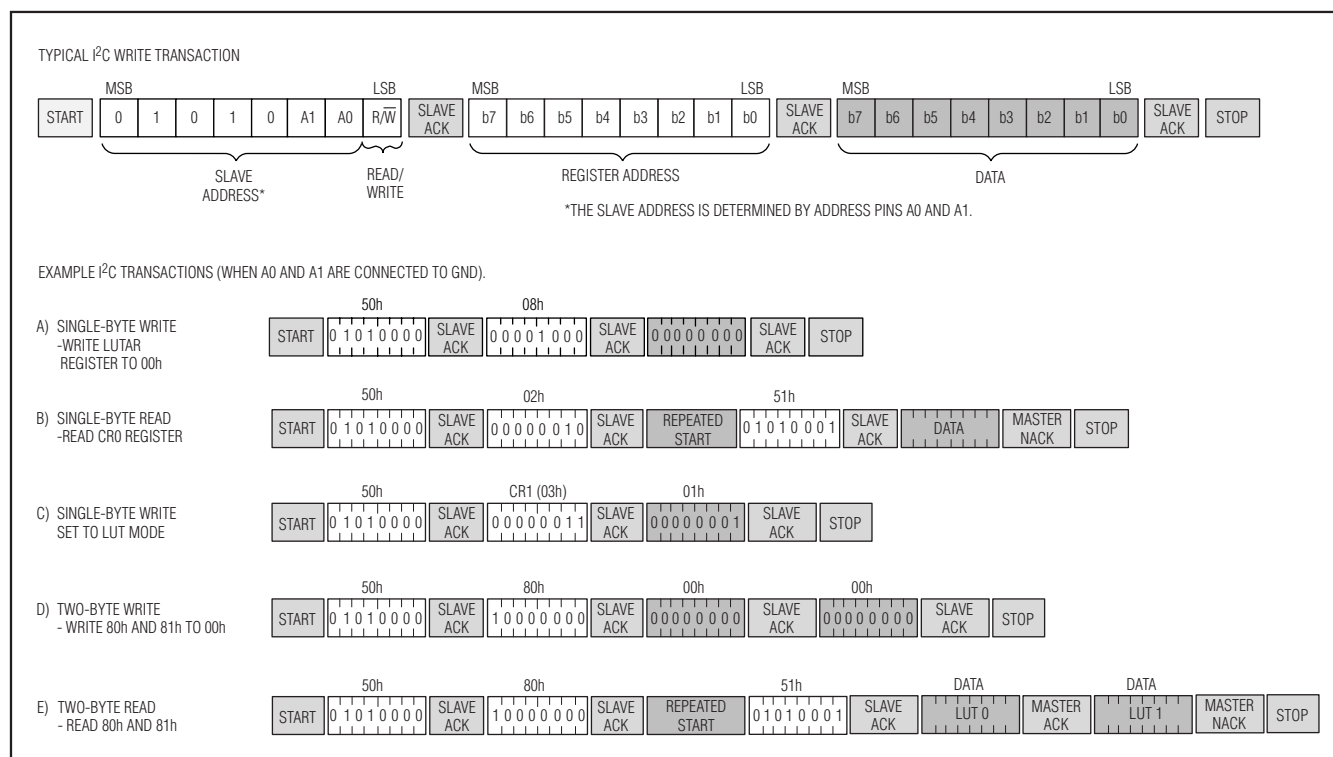 TYPICAL I²C WRITE TRANSACTION
MSB LSB MSB LSB MSB LSB
START 0 1 0 1 0 A1 A0 R/W̅ SLAVE ACK b7 b6 b5 b4 b3 b2 b1 b0 SLAVE ACK b7 b6 b5 b4 b3 b2 b1 b0 SLAVE ACK STOP
SLAVE ADDRESS* READ/WRITE REGISTER ADDRESS DATA
*THE SLAVE ADDRESS IS DETERMINED BY ADDRESS PINS A0 AND A1.
EXAMPLE I²C TRANSACTIONS (WHEN A0 AND A1 ARE CONNECTED TO GND).
50h 08h
A) SINGLE-BYTE WRITE
-WRITE LUTAR
REGISTER TO 00h
START 0 1 0 1 0 0 0 0 SLAVE ACK 0 0 0 0 1 0 0 0 SLAVE ACK 0 0 0 0 0 0 0 0 SLAVE ACK STOP
50h 02h 51h
B) SINGLE-BYTE READ
-READ CR0 REGISTER
START 0 1 0 1 0 0 0 0 SLAVE ACK 0 0 0 0 0 0 1 0 SLAVE ACK REPEATED START 0 1 0 1 0 0 0 1 SLAVE ACK DATA MASTER NACK STOP
50h CR1 (03h) 01h
C) SINGLE-BYTE WRITE
SET TO LUT MODE
START 0 1 0 1 0 0 0 0 SLAVE ACK 0 0 0 0 0 0 1 1 SLAVE ACK 0 0 0 0 0 0 0 1 SLAVE ACK STOP
50h 80h 00h 00h
D) TWO-BYTE WRITE
- WRITE 80h AND 81h TO 00h
START 0 1 0 1 0 0 0 0 SLAVE ACK 1 0 0 0 0 0 0 0 SLAVE ACK 0 0 0 0 0 0 0 0 SLAVE ACK 0 0 0 0 0 0 0 0 SLAVE ACK STOP
50h 80h 51h DATA DATA
E) TWO-BYTE READ
- READ 80h AND 81h
START 0 1 0 1 0 0 0 0 SLAVE ACK 1 0 0 0 0 0 0 0 SLAVE ACK REPEATED START 0 1 0 1 0 0 0 1 SLAVE ACK LUT 0 MASTER ACK LUT 1 MASTER NACK STOP